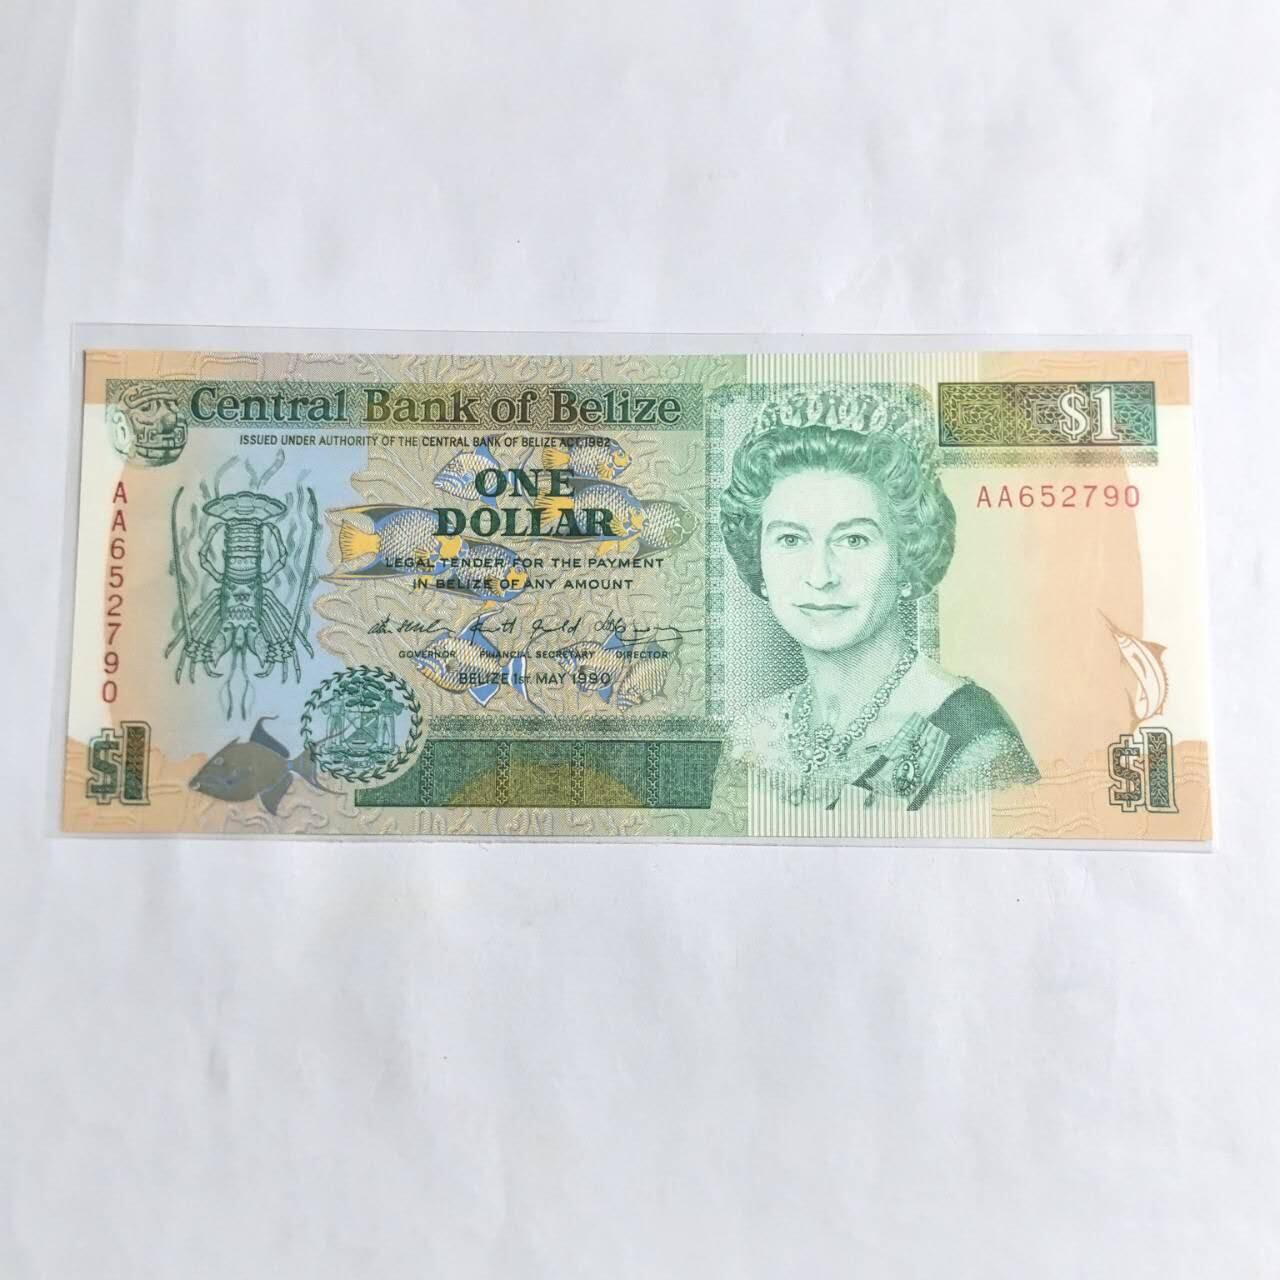 Central Bank of Belize
$1
ISSUED UNDER AUTHORITY OF THE CENTRAL BANK OF BELIZE ACT, 1982
ONE
DOLLAR
AA652790
AA652790
LEGAL TENDER FOR THE PAYMENT
IN BELIZE OF ANY AMOUNT
GOVERNOR FINANCIAL SECRETARY DIRECTOR
BELIZE 1st. MAY 1990
$1
$1